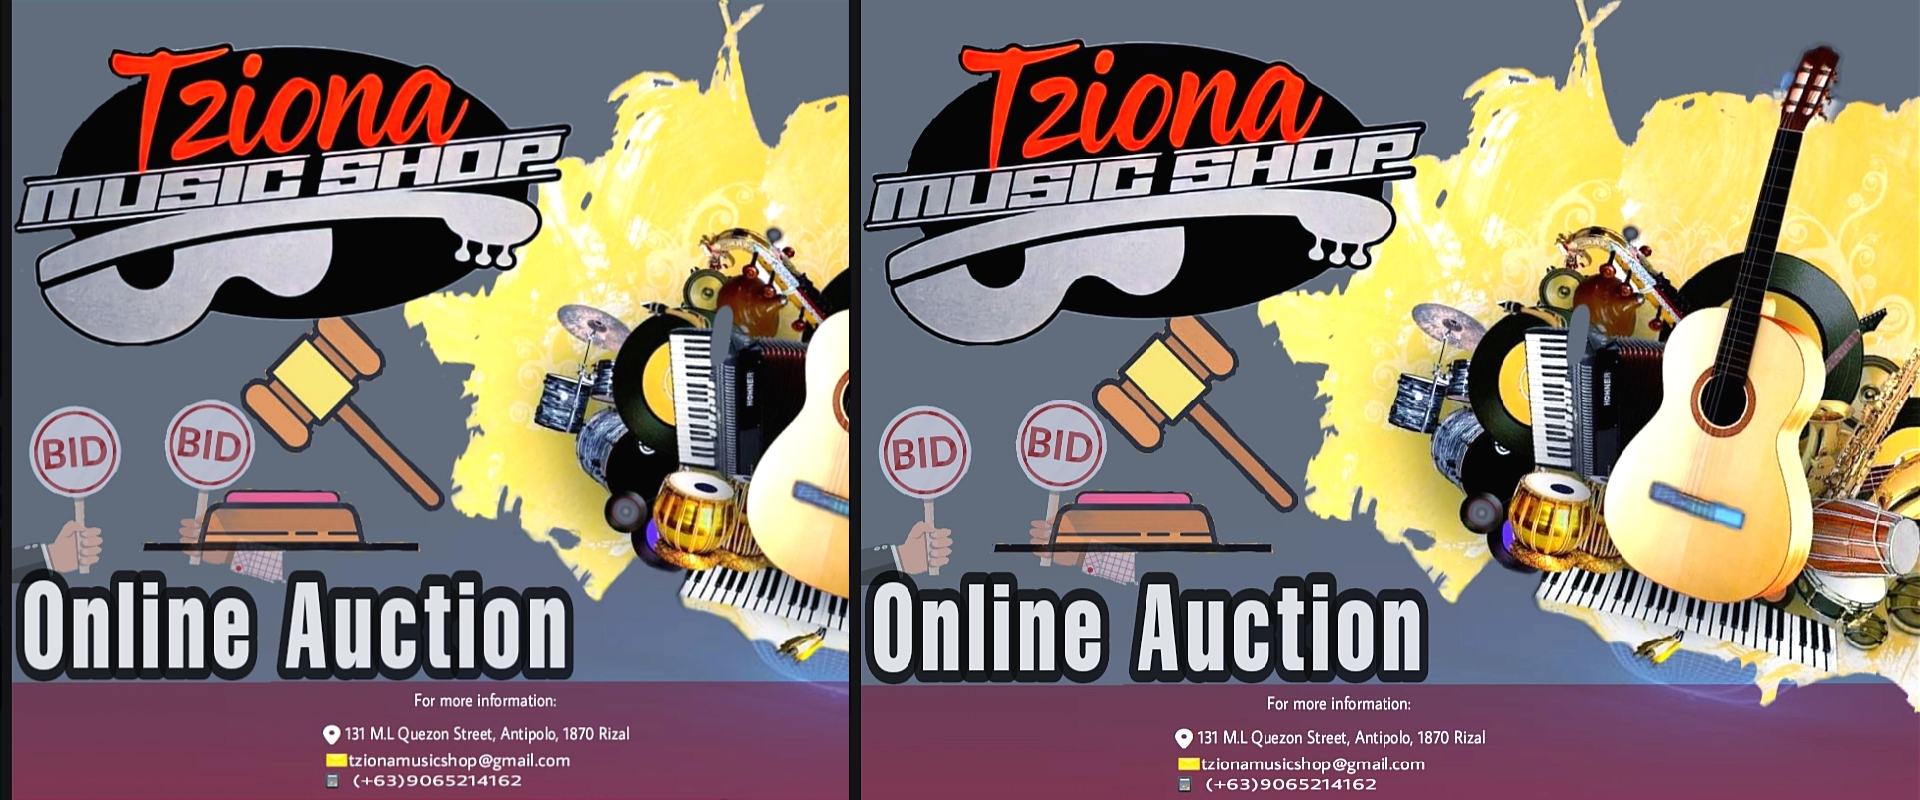 Tziona
MUSIC SHOP
BID
BID
HOHNER
Online Auction
For more information:
131 M.L Quezon Street, Antipolo, 1870 Rizal
tzionamusicshop@gmail.com
(+63)9065214162
Tziona
MUSIC SHOP
BID
BID
HOHNER
Online Auction
For more information:
131 M.L Quezon Street, Antipolo, 1870 Rizal
tzionamusicshop@gmail.com
(+63)9065214162